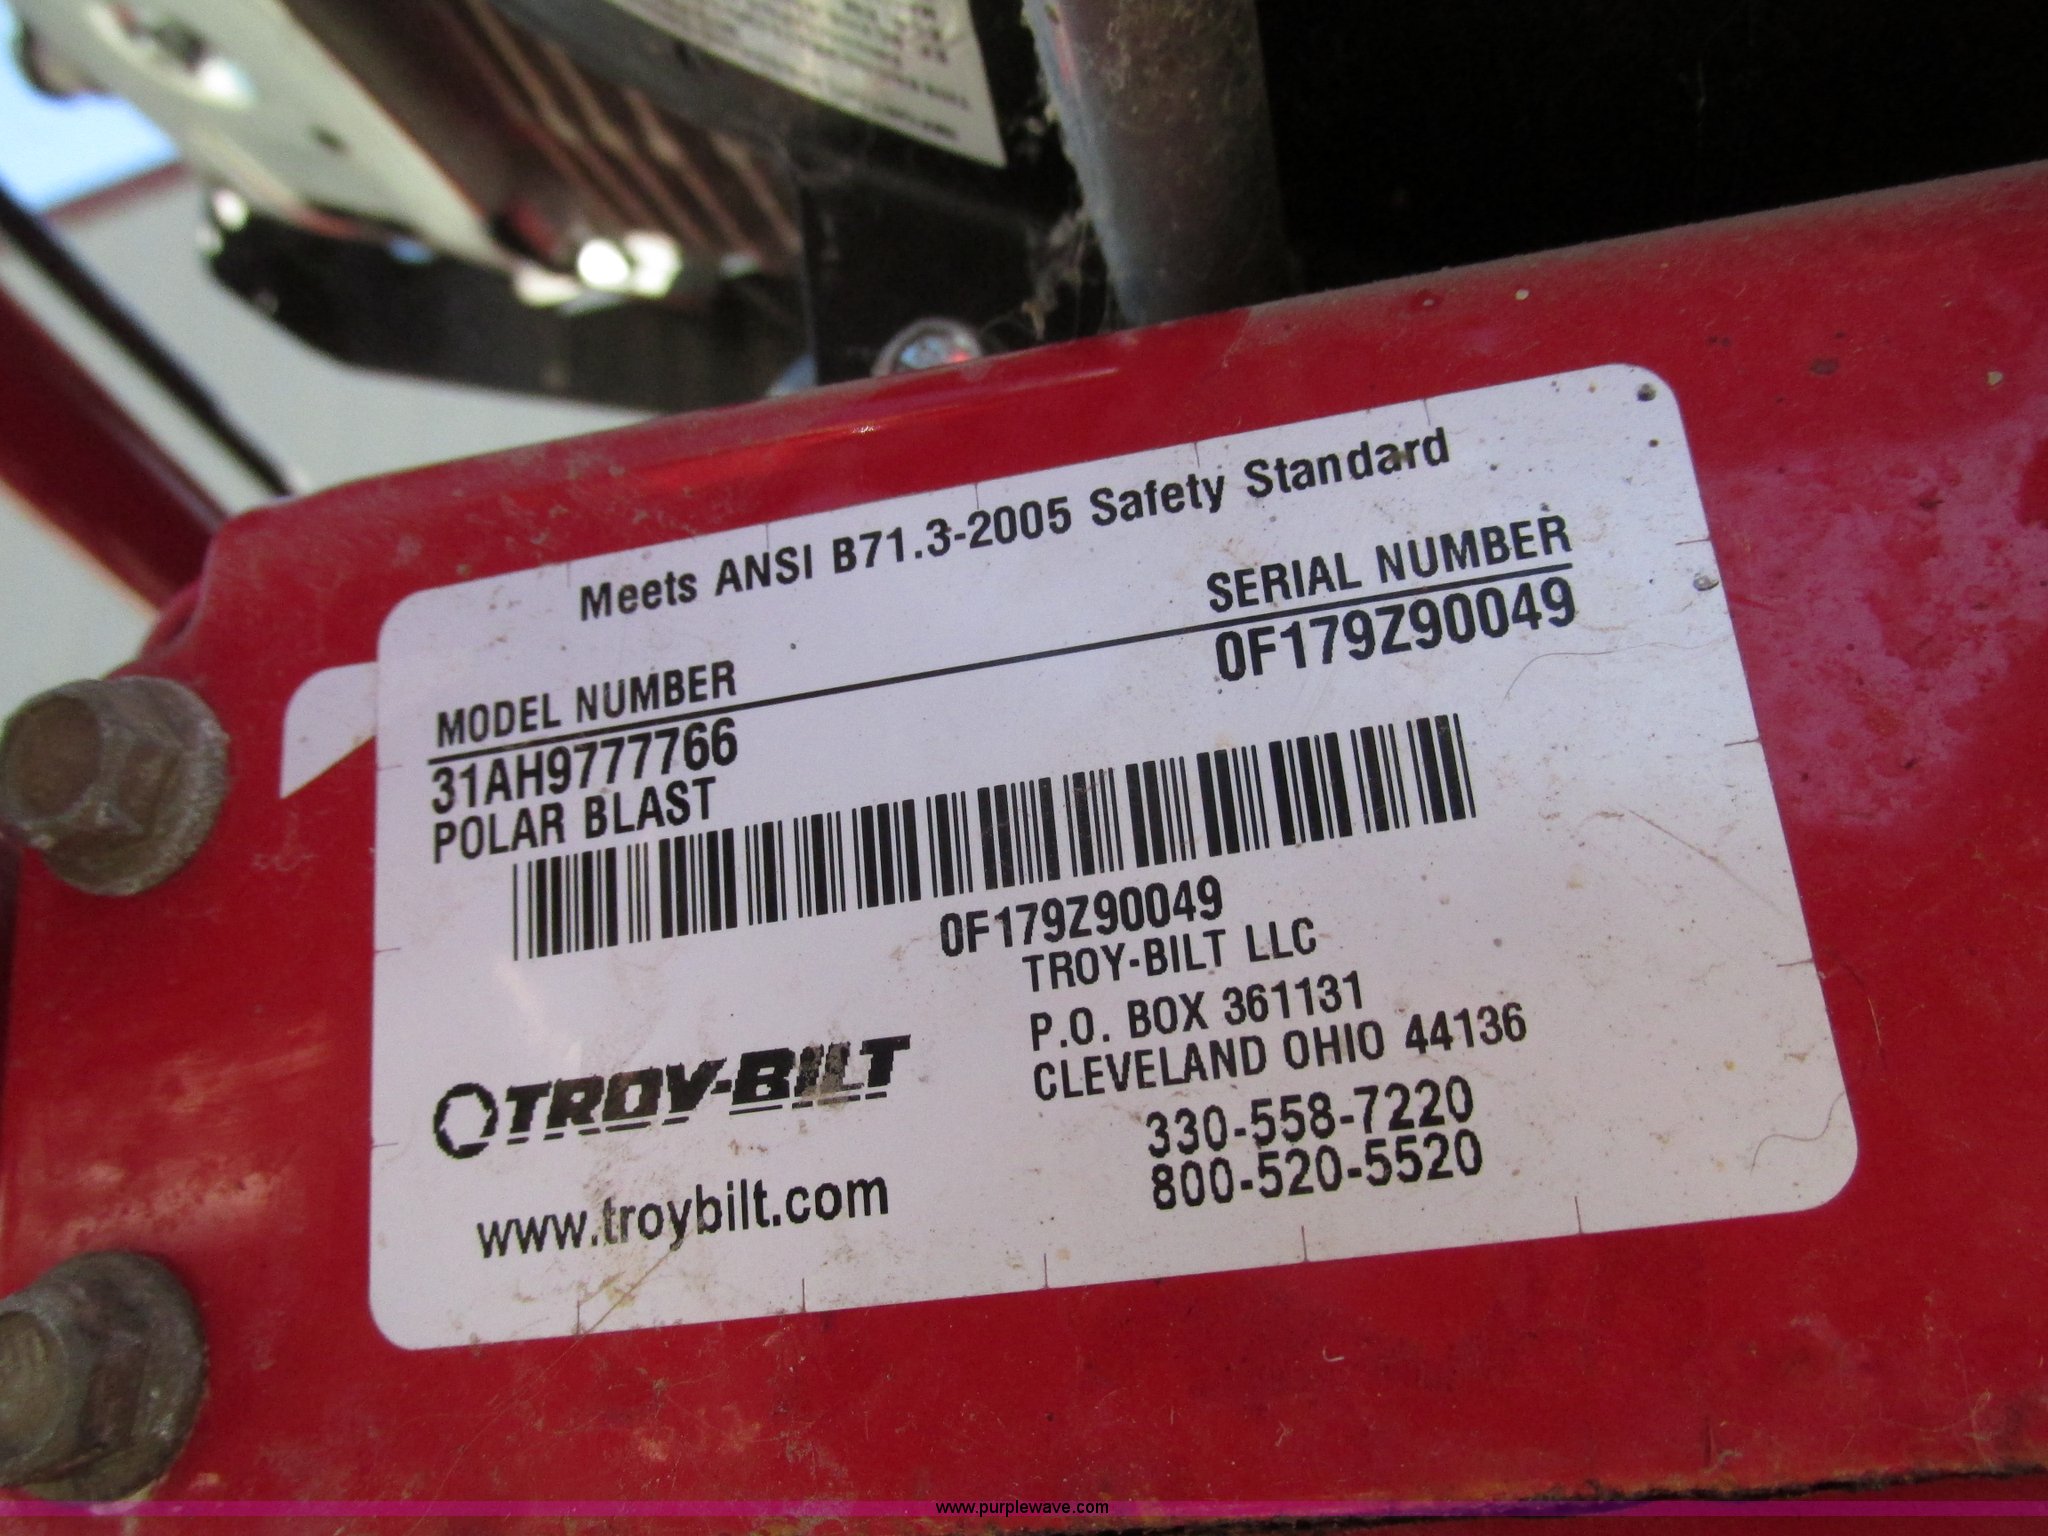 Meets ANSI B71.3-2005 Safety Standard
MODEL NUMBER SERIAL NUMBER
31AH9777766 0F179Z90049
POLAR BLAST
0F179Z90049
TROY-BILT LLC
P.O. BOX 361131
CLEVELAND OHIO 44136
330-558-7220
800-520-5520
TROY-BILT
www.troybilt.com
www.purplewave.com